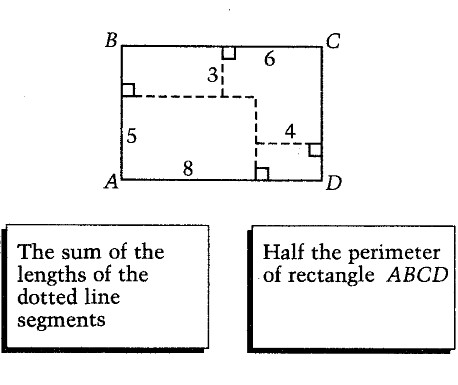 B C
6
3
5
4
8
A D
The sum of the
lengths of the
dotted line
segments
Half the perimeter
of rectangle ABCD